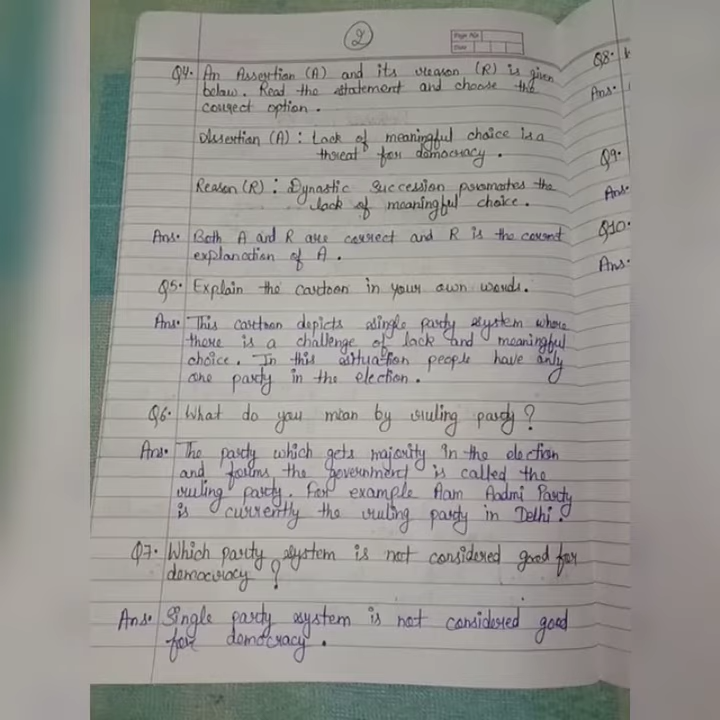 2
Page No.
Date
Q4. An Assertion (A) and its reason (R) is given
below. Read the statement and choose the
correct option.
Assertion (A) : Lack of meaningful choice is a
threat for democracy.
Reason (R) : Dynastic Succession promotes the
lack of meaningful choice.
Ans. Both A and R are correct and R is the correct
explanation of A.
Q5. Explain the cartoon in your own words.
Ans. This cartoon depicts single party system where
there is a challenge of lack and meaningful
choice. In this situation people have only
one party in the election.
Q6. What do you mean by ruling party?
Ans. The party which gets majority in the election
and forms the government is called the
ruling party. For example Aam Aadmi Party
is currently the ruling party in Delhi.
Q7. Which party system is not considered good for
democracy?
Ans. Single party system is not considered good
for democracy.
Q8.
Ans.
Q9.
Ans.
Q10.
Ans.